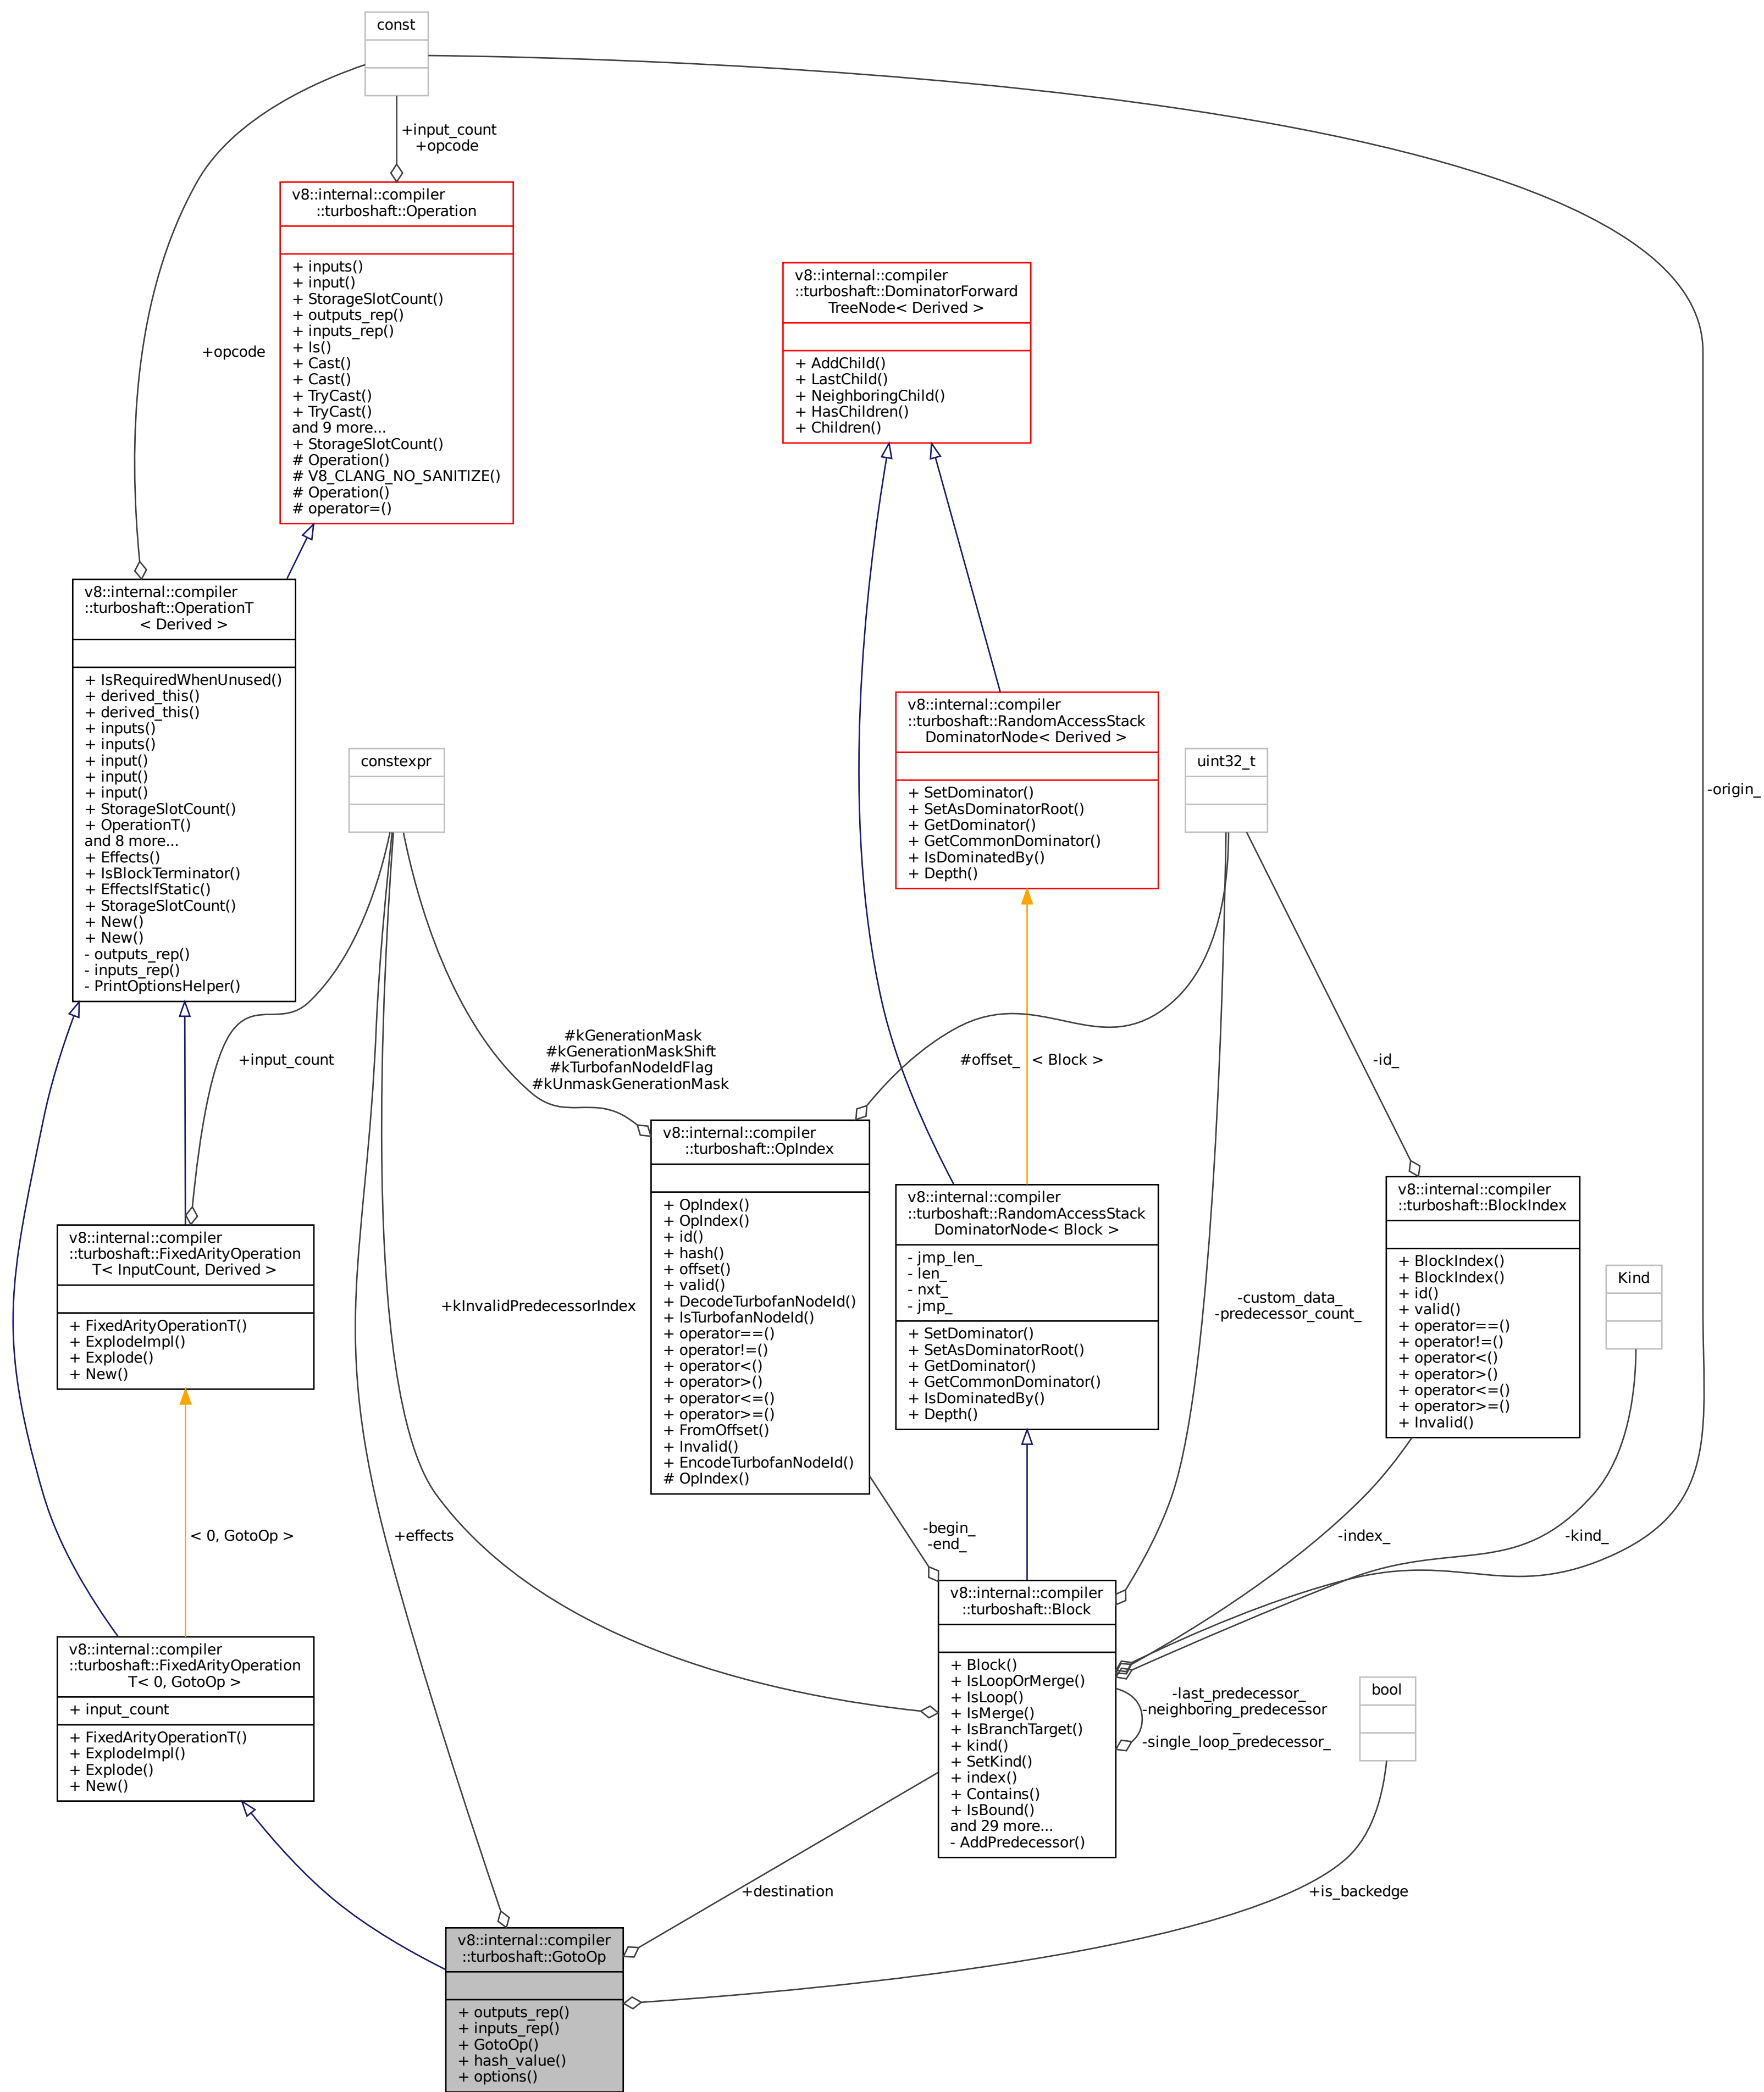 const
+input_count
+opcode
v8::internal::compiler
::turboshaft::Operation
+ inputs()
+ input()
+ StorageSlotCount()
+ outputs_rep()
+ inputs_rep()
+ Is()
+ Cast()
+ Cast()
+ TryCast()
+ TryCast()
and 9 more...
+ StorageSlotCount()
# Operation()
# V8_CLANG_NO_SANITIZE()
# Operation()
# operator=()
v8::internal::compiler
::turboshaft::DominatorForward
TreeNode< Derived >
+ AddChild()
+ LastChild()
+ NeighboringChild()
+ HasChildren()
+ Children()
+opcode
v8::internal::compiler
::turboshaft::OperationT
< Derived >
+ IsRequiredWhenUnused()
+ derived_this()
+ derived_this()
+ inputs()
+ inputs()
+ input()
+ input()
+ input()
+ StorageSlotCount()
+ OperationT()
and 8 more...
+ Effects()
+ IsBlockTerminator()
+ EffectsIfStatic()
+ StorageSlotCount()
+ New()
+ New()
- outputs_rep()
- inputs_rep()
- PrintOptionsHelper()
constexpr
v8::internal::compiler
::turboshaft::RandomAccessStack
DominatorNode< Derived >
+ SetDominator()
+ SetAsDominatorRoot()
+ GetDominator()
+ GetCommonDominator()
+ IsDominatedBy()
+ Depth()
uint32_t
-origin_
+input_count
#kGenerationMask
#kGenerationMaskShift
#kTurbofanNodeIdFlag
#kUnmaskGenerationMask
#offset_
< Block >
-id_
v8::internal::compiler
::turboshaft::OpIndex
+ OpIndex()
+ OpIndex()
+ id()
+ hash()
+ offset()
+ valid()
+ DecodeTurbofanNodeId()
+ IsTurbofanNodeId()
+ operator==()
+ operator!=()
+ operator<()
+ operator>()
+ operator<=()
+ operator>=()
+ FromOffset()
+ Invalid()
+ EncodeTurbofanNodeId()
# OpIndex()
v8::internal::compiler
::turboshaft::RandomAccessStack
DominatorNode< Block >
- jmp_len_
- len_
- nxt_
- jmp_
+ SetDominator()
+ SetAsDominatorRoot()
+ GetDominator()
+ GetCommonDominator()
+ IsDominatedBy()
+ Depth()
v8::internal::compiler
::turboshaft::BlockIndex
+ BlockIndex()
+ BlockIndex()
+ id()
+ valid()
+ operator==()
+ operator!=()
+ operator<()
+ operator>()
+ operator<=()
+ operator>=()
+ Invalid()
v8::internal::compiler
::turboshaft::FixedArityOperation
T< InputCount, Derived >
+ FixedArityOperationT()
+ ExplodeImpl()
+ Explode()
+ New()
+kInvalidPredecessorIndex
-custom_data_
-predecessor_count_
Kind
< 0, GotoOp >
+effects
-begin_
-end_
-index_
-kind_
v8::internal::compiler
::turboshaft::FixedArityOperation
T< 0, GotoOp >
+ input_count
+ FixedArityOperationT()
+ ExplodeImpl()
+ Explode()
+ New()
v8::internal::compiler
::turboshaft::Block
+ Block()
+ IsLoopOrMerge()
+ IsLoop()
+ IsMerge()
+ IsBranchTarget()
+ kind()
+ SetKind()
+ index()
+ Contains()
+ IsBound()
and 29 more...
- AddPredecessor()
-last_predecessor_
-neighboring_predecessor
_
-single_loop_predecessor_
bool
+destination
+is_backedge
v8::internal::compiler
::turboshaft::GotoOp
+ outputs_rep()
+ inputs_rep()
+ GotoOp()
+ hash_value()
+ options()